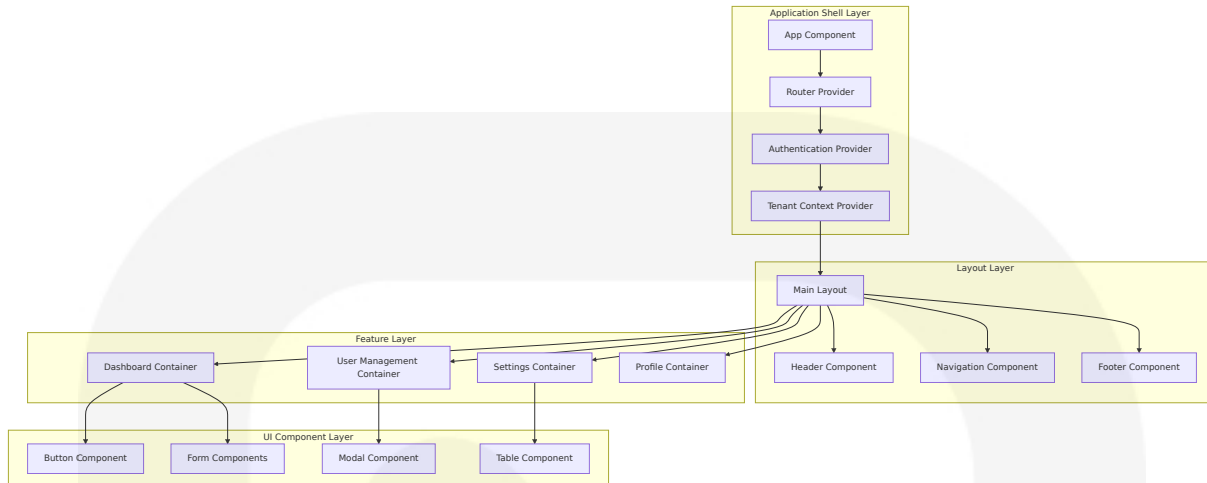 Application Shell Layer
App Component
Router Provider
Authentication Provider
Tenant Context Provider
Layout Layer
Main Layout
Header Component
Navigation Component
Footer Component
Feature Layer
Dashboard Container
User Management
Container
Settings Container
Profile Container
UI Component Layer
Button Component
Form Components
Modal Component
Table Component